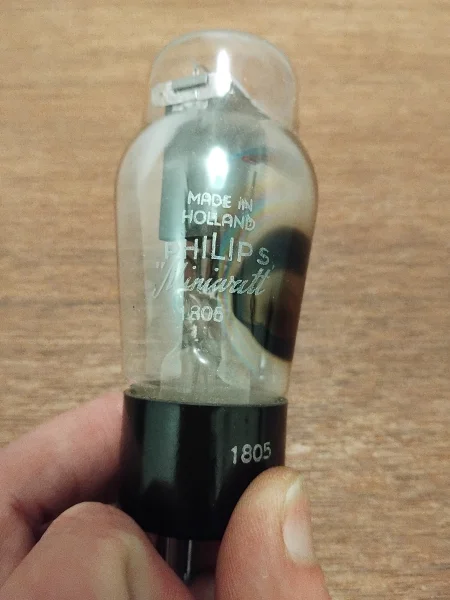 MADE IN
HOLLAND
PHILIPS
"Miniwatt"
1805
1805